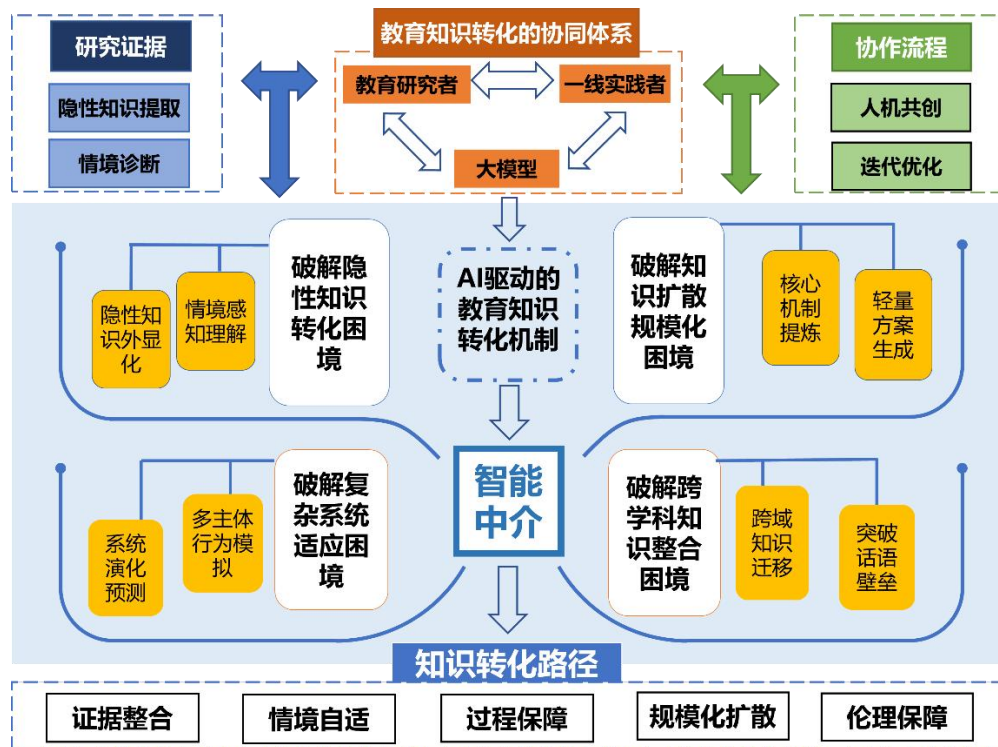 研究证据
隐性知识提取
情境诊断
教育知识转化的协同体系
教育研究者
一线实践者
大模型
协作流程
人机共创
迭代优化
隐性知
识外显
化
情境感
知理解
破解隐
性知识
转化困
境
AI驱动的
教育知识
转化机制
破解知
识扩散
规模化
困境
核心
机制
提炼
轻量
方案
生成
系统
演化
预测
多主体
行为模
拟
破解复
杂系统
适应困
境
智能
中介
破解跨
学科知
识整合
困境
跨域
知识
迁移
突破
话语
壁垒
知识转化路径
证据整合
情境自适
过程保障
规模化扩散
伦理保障